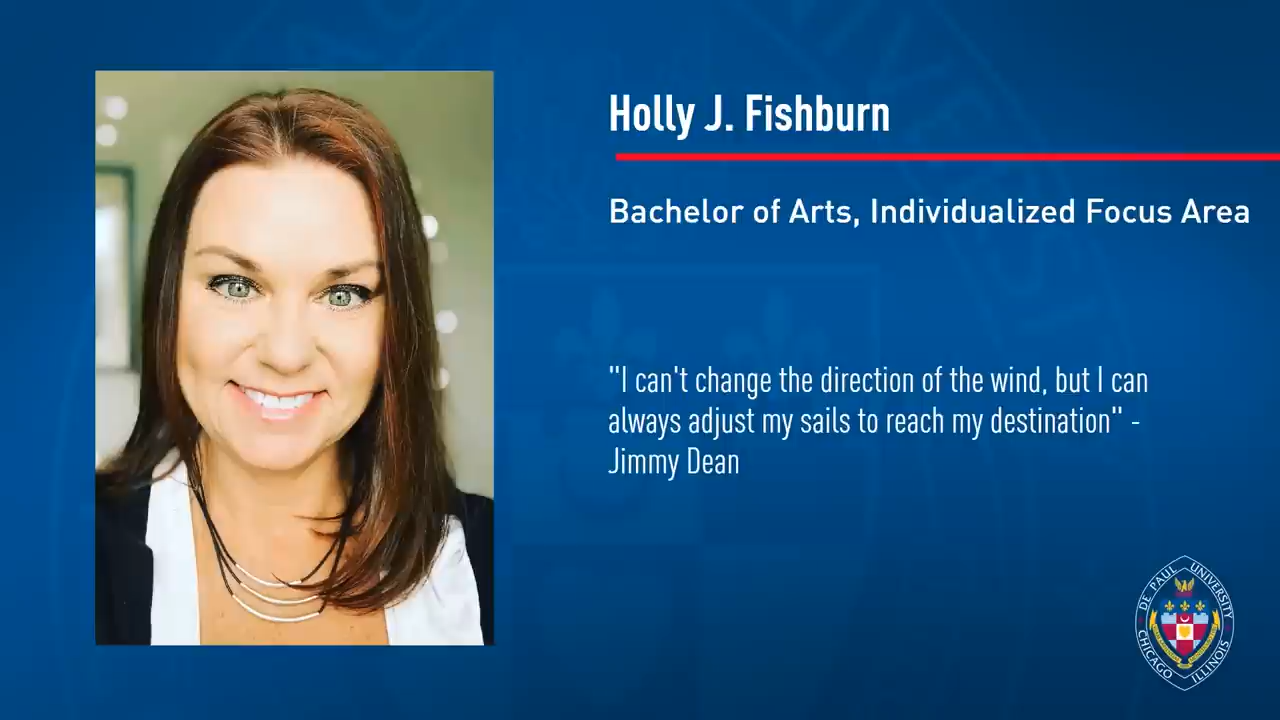 Holly J. Fishburn
Bachelor of Arts, Individualized Focus Area
"I can't change the direction of the wind, but I can
always adjust my sails to reach my destination" -
Jimmy Dean
DE PAUL UNIVERSITY
CHICAGO ILLINOIS